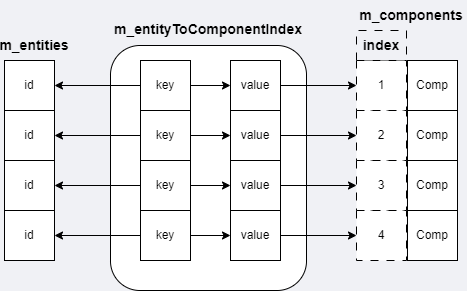 m_components
m_entityToComponentIndex
m_entities
index
id key value 1 Comp
id key value 2 Comp
id key value 3 Comp
id key value 4 Comp